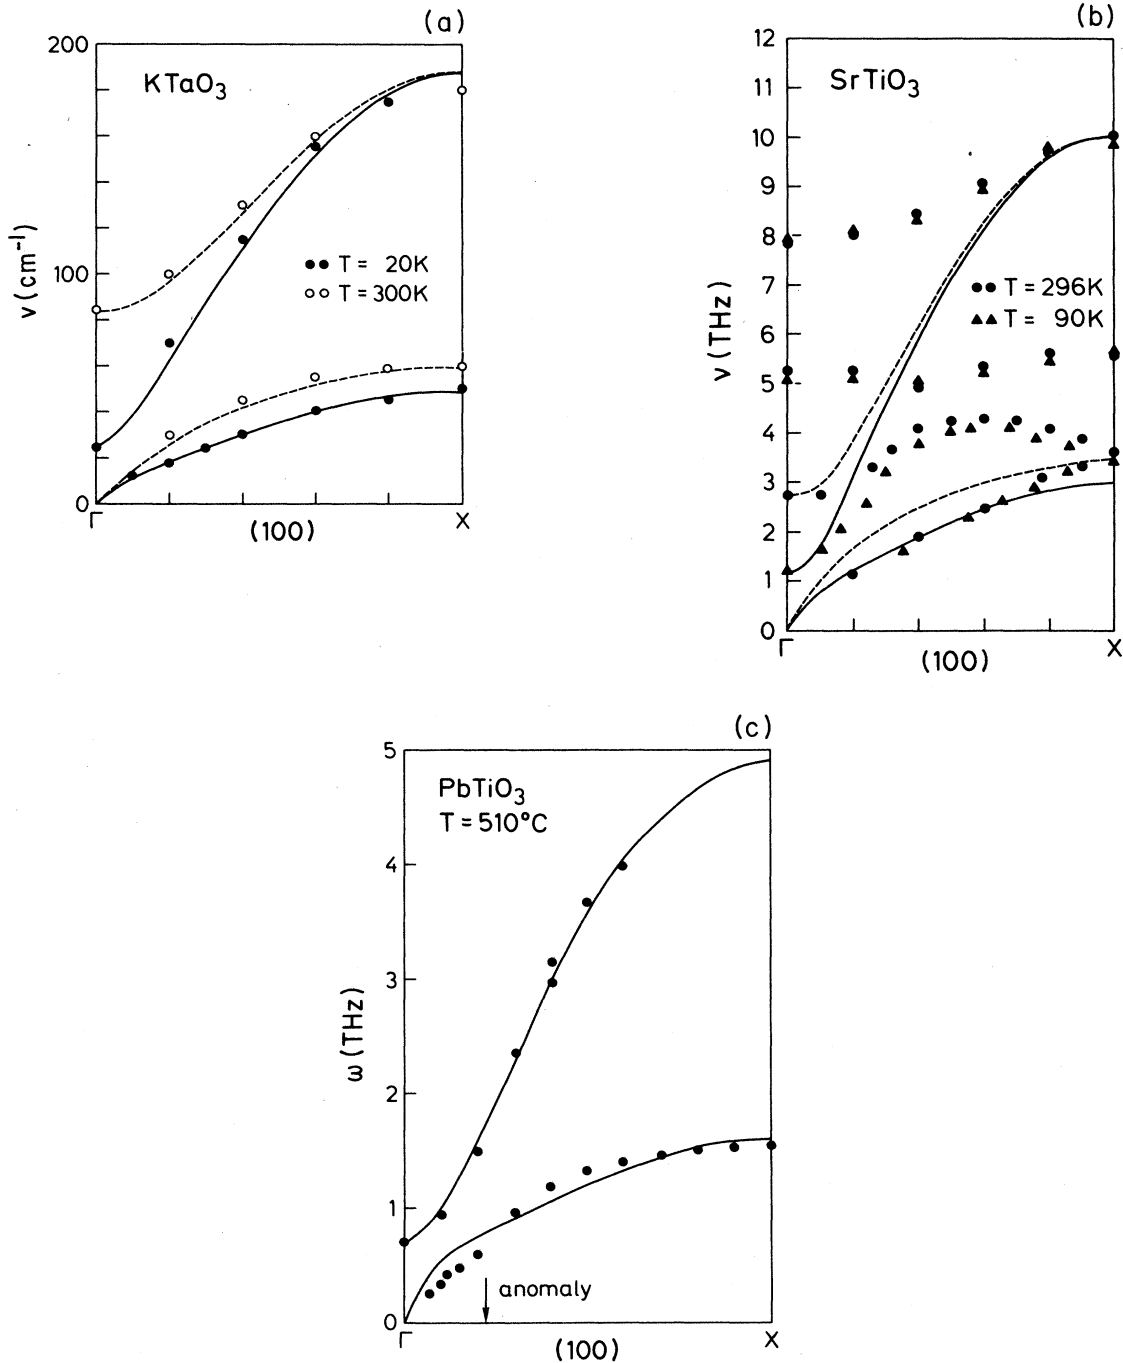 (a)
KTaO3
200
100
0
ν(cm⁻¹)
T = 20K
T = 300K
Γ
(100)
X
(b)
SrTiO3
12
11
10
9
8
7
6
5
4
3
2
1
0
ν(THz)
T = 296K
T = 90K
Γ
(100)
X
(c)
PbTiO3
T = 510°C
5
4
3
2
1
0
ω(THz)
anomaly
Γ
(100)
X